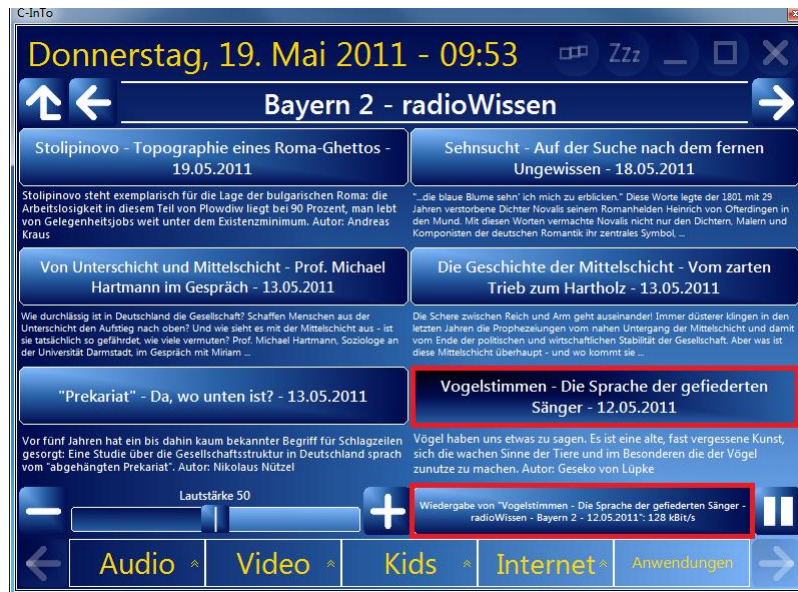 C-InTo
Donnerstag, 19. Mai 2011 - 09:53
Zzz
Bayern 2 - radioWissen
Stolipinovo - Topographie eines Roma-Ghettos -
19.05.2011
Sehnsucht - Auf der Suche nach dem fernen
Ungewissen - 18.05.2011
Stolipinovo steht exemplarisch für die Lage der bulgarischen Roma: die
Arbeitslosigkeit in diesem Teil von Plowdiw liegt bei 90 Prozent, man lebt
von Gelegenheitsjobs weit unter dem Existenzminimum. Autor: Andreas
Kraus
"...die blaue Blume sehn' ich mich zu erblicken." Diese Worte legte der 1801 mit 29
Jahren verstorbene Dichter Novalis seinem Romanhelden Heinrich von Ofterdingen in
den Mund. Mit diesen Worten vermachte Novalis nicht nur den Dichtern, Malern und
Komponisten der deutschen Romantik ihr zentrales Symbol, ...
Von Unterschicht und Mittelschicht - Prof. Michael
Hartmann im Gespräch - 13.05.2011
Die Geschichte der Mittelschicht - Vom zarten
Trieb zum Hartholz - 13.05.2011
Wie durchlässig ist in Deutschland die Gesellschaft? Schaffen Menschen aus der
Unterschicht den Aufstieg nach oben? Und wie sieht es mit der Mittelschicht aus - ist
sie tatsächlich so gefährdet, wie viele vermuten? Prof. Michael Hartmann, Soziologe an
der Universität Darmstadt, im Gespräch mit Miriam ...
Die Schere zwischen Reich und Arm geht auseinander! Immer düsterer klingen in den
letzten Jahren die Prophezeiungen vom nahen Untergang der Mittelschicht und damit
vom Ende der politischen und wirtschaftlichen Stabilität der Gesellschaft. Aber was ist
diese Mittelschicht überhaupt - und wo kommt sie ...
"Prekariat" - Da, wo unten ist? - 13.05.2011
Vogelstimmen - Die Sprache der gefiederten
Sänger - 12.05.2011
Vor fünf Jahren hat ein bis dahin kaum bekannter Begriff für Schlagzeilen
gesorgt: Eine Studie über die Gesellschaftsstruktur in Deutschland sprach
vom "abgehängten Prekariat". Autor: Nikolaus Nützel
Vögel haben uns etwas zu sagen. Es ist eine alte, fast vergessene Kunst,
sich die wachen Sinne der Tiere und im Besonderen die der Vögel
zunutze zu machen. Autor: Geseko von Lüpke
Lautstärke 50
Wiedergabe von "Vogelstimmen - Die Sprache der gefiederten Sänger -
radioWissen - Bayern 2 - 12.05.2011": 128 kBit/s
Audio
Video
Kids
Internet
Anwendungen